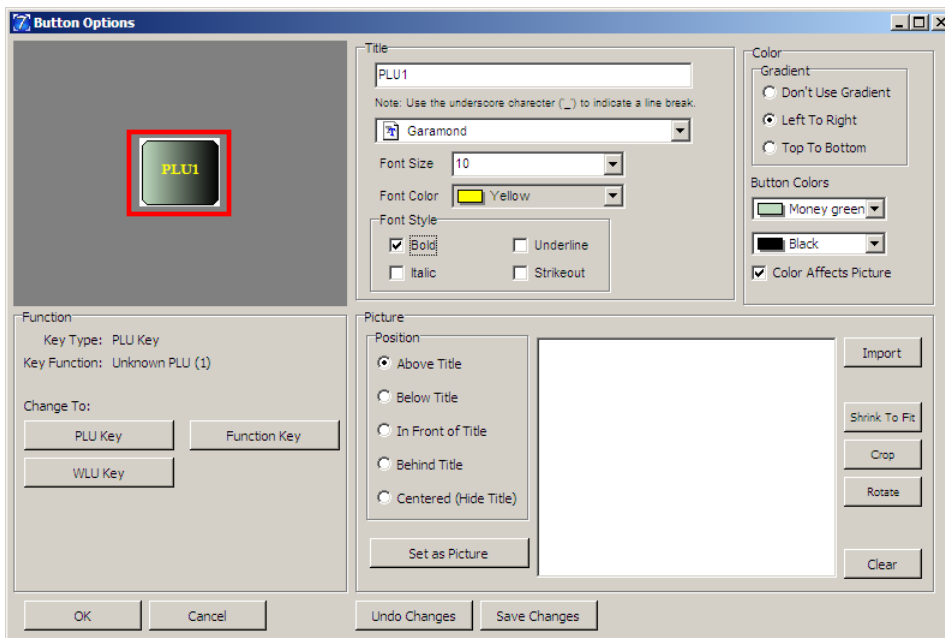 Button Options
PLU1
Title
PLU1
Note: Use the underscore charecter ('_') to indicate a line break.
Garamond
Font Size 10
Font Color Yellow
Font Style
Bold Underline
Italic Strikeout
Color
Gradient
Don't Use Gradient
Left To Right
Top To Bottom
Button Colors
Money green
Black
Color Affects Picture
Function
Key Type: PLU Key
Key Function: Unknown PLU (1)
Change To:
PLU Key Function Key
WLU Key
Picture
Position
Above Title
Below Title
In Front of Title
Behind Title
Centered (Hide Title)
Set as Picture
Import
Shrink To Fit
Crop
Rotate
Clear
OK Cancel Undo Changes Save Changes